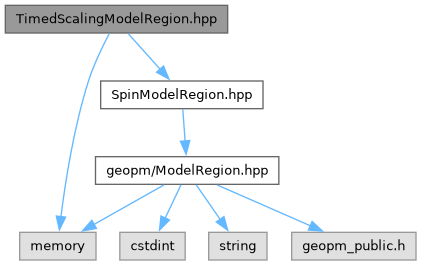 TimedScalingModelRegion.hpp
SpinModelRegion.hpp
geopm/ModelRegion.hpp
memory
cstdint
string
geopm_public.h